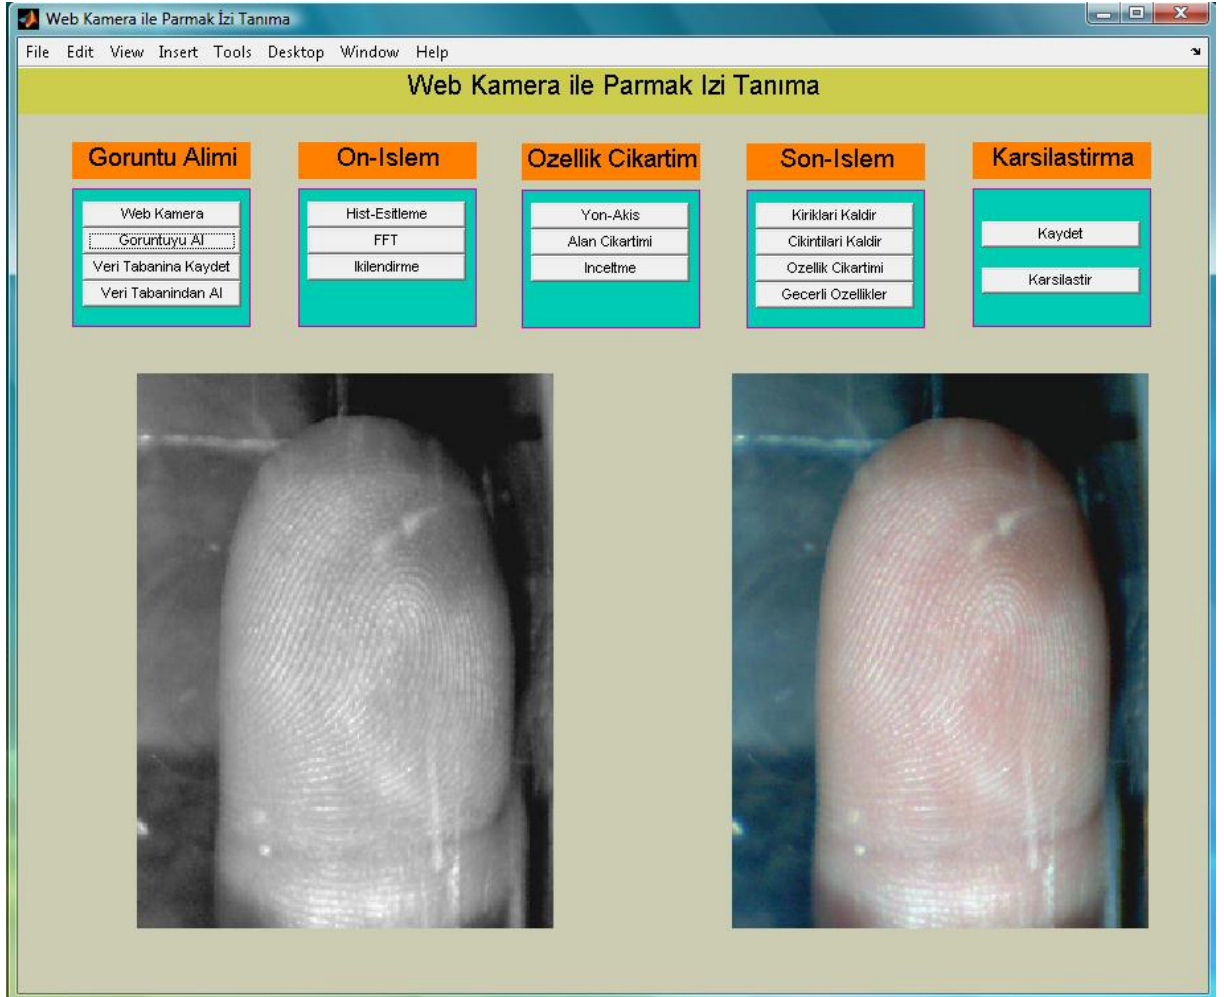 Web Kamera ile Parmak İzi Tanıma
File Edit View Insert Tools Desktop Window Help
Web Kamera ile Parmak Izi Tanıma
Goruntu Alimi
Web Kamera
Goruntuyu Al
Veri Tabanina Kaydet
Veri Tabanindan Al
On-Islem
Hist-Esitleme
FFT
Ikilendirme
Ozellik Cikartim
Yon-Akis
Alan Cikartimi
Inceltme
Son-Islem
Kiriklari Kaldir
Cikintilari Kaldir
Ozellik Cikartimi
Gecerli Ozellikler
Karsilastirma
Kaydet
Karsilastir